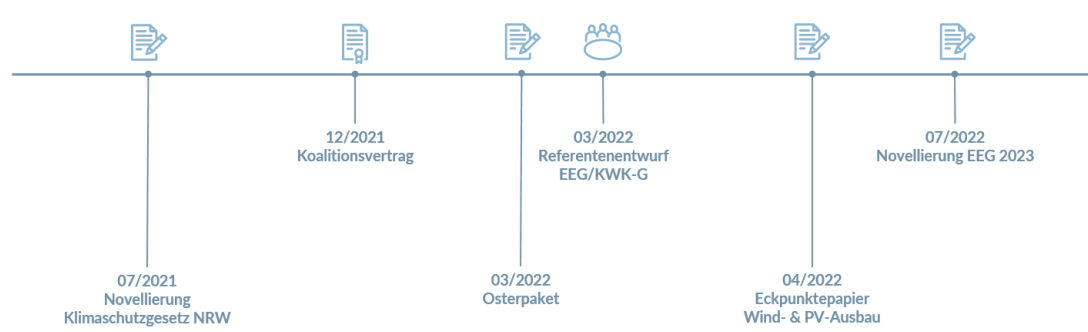 07/2021
Novellierung
Klimaschutzgesetz NRW
12/2021
Koalitionsvertrag
03/2022
Osterpaket
03/2022
Referentenentwurf
EEG/KWK-G
04/2022
Eckpunktepapier
Wind- & PV-Ausbau
07/2022
Novellierung EEG 2023